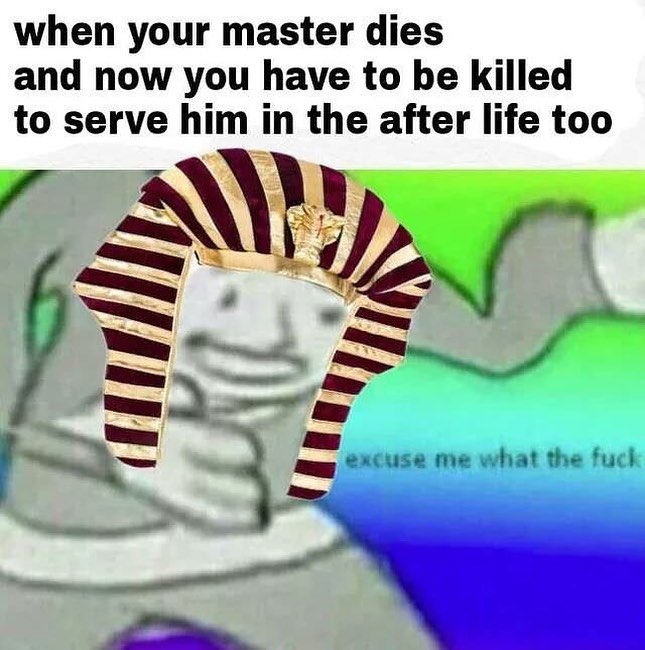 when your master dies
and now you have to be killed
to serve him in the after life too
excuse me what the fuck